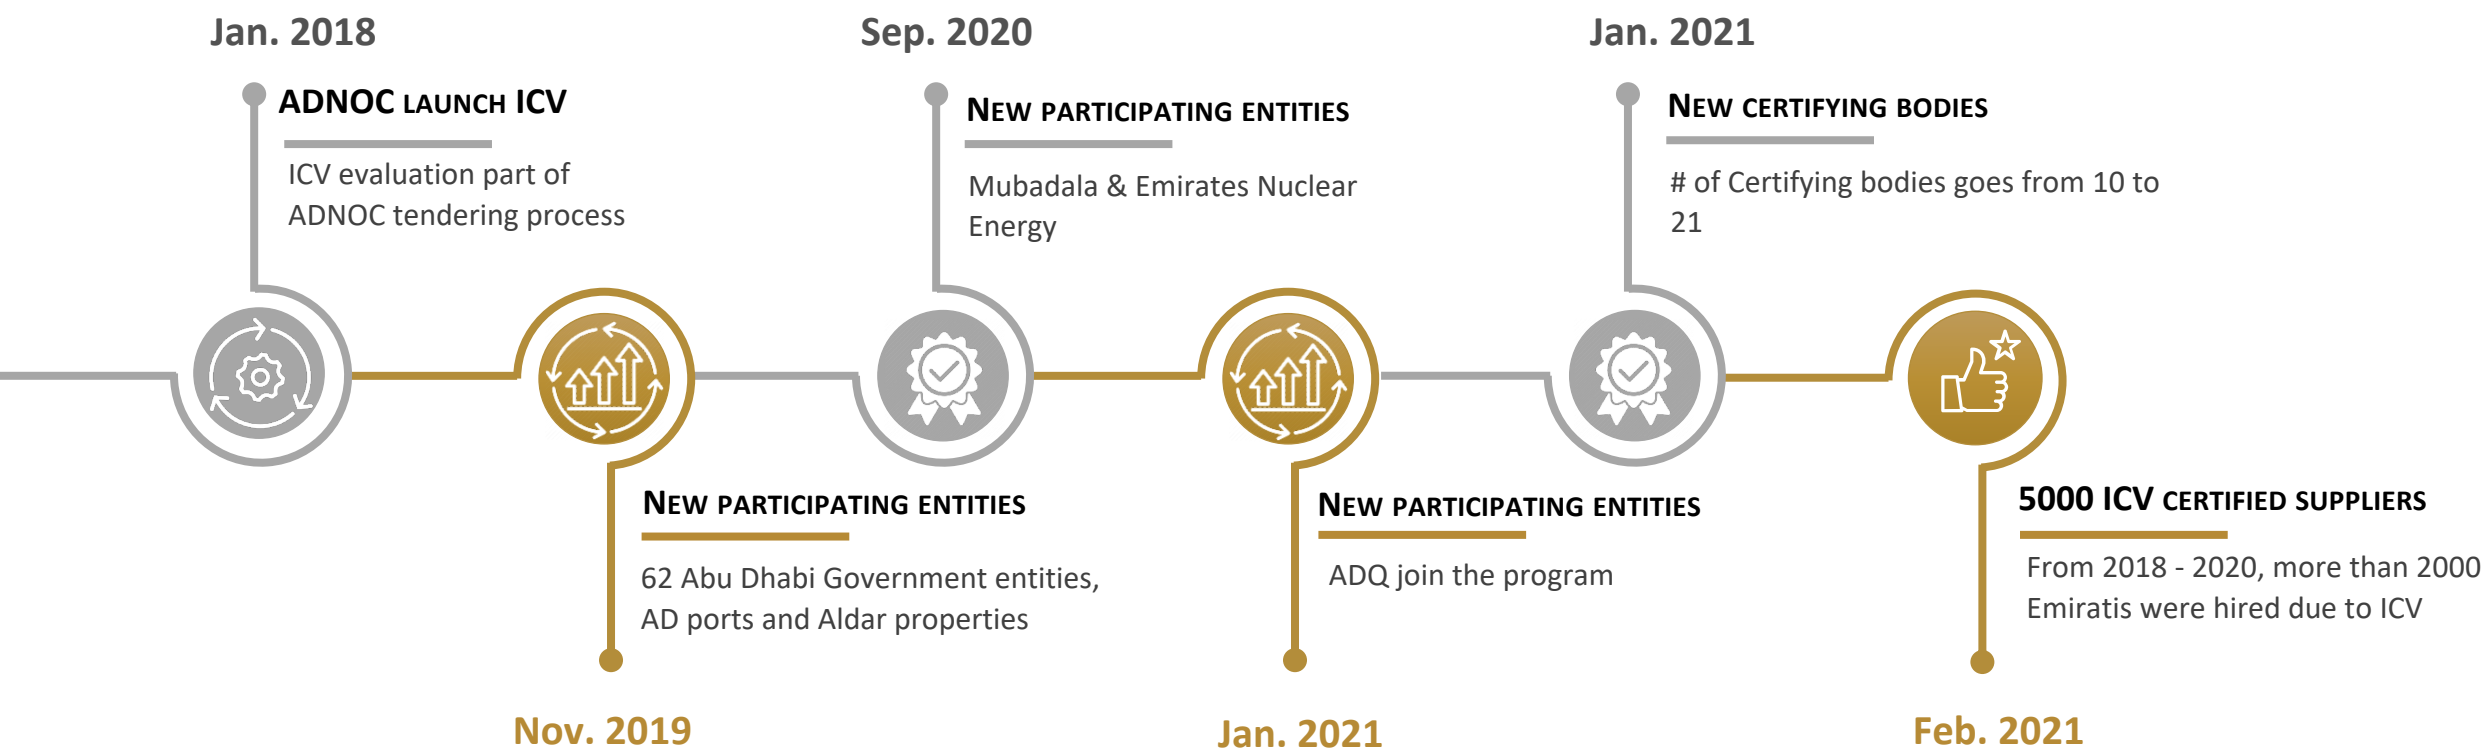 Jan. 2018
ADNOC LAUNCH ICV
ICV evaluation part of
ADNOC tendering process
Nov. 2019
NEW PARTICIPATING ENTITIES
62 Abu Dhabi Government entities,
AD ports and Aldar properties
Sep. 2020
NEW PARTICIPATING ENTITIES
Mubadala & Emirates Nuclear
Energy
Jan. 2021
NEW PARTICIPATING ENTITIES
ADQ join the program
Jan. 2021
NEW CERTIFYING BODIES
# of Certifying bodies goes from 10 to
21
Feb. 2021
5000 ICV CERTIFIED SUPPLIERS
From 2018 - 2020, more than 2000
Emiratis were hired due to ICV